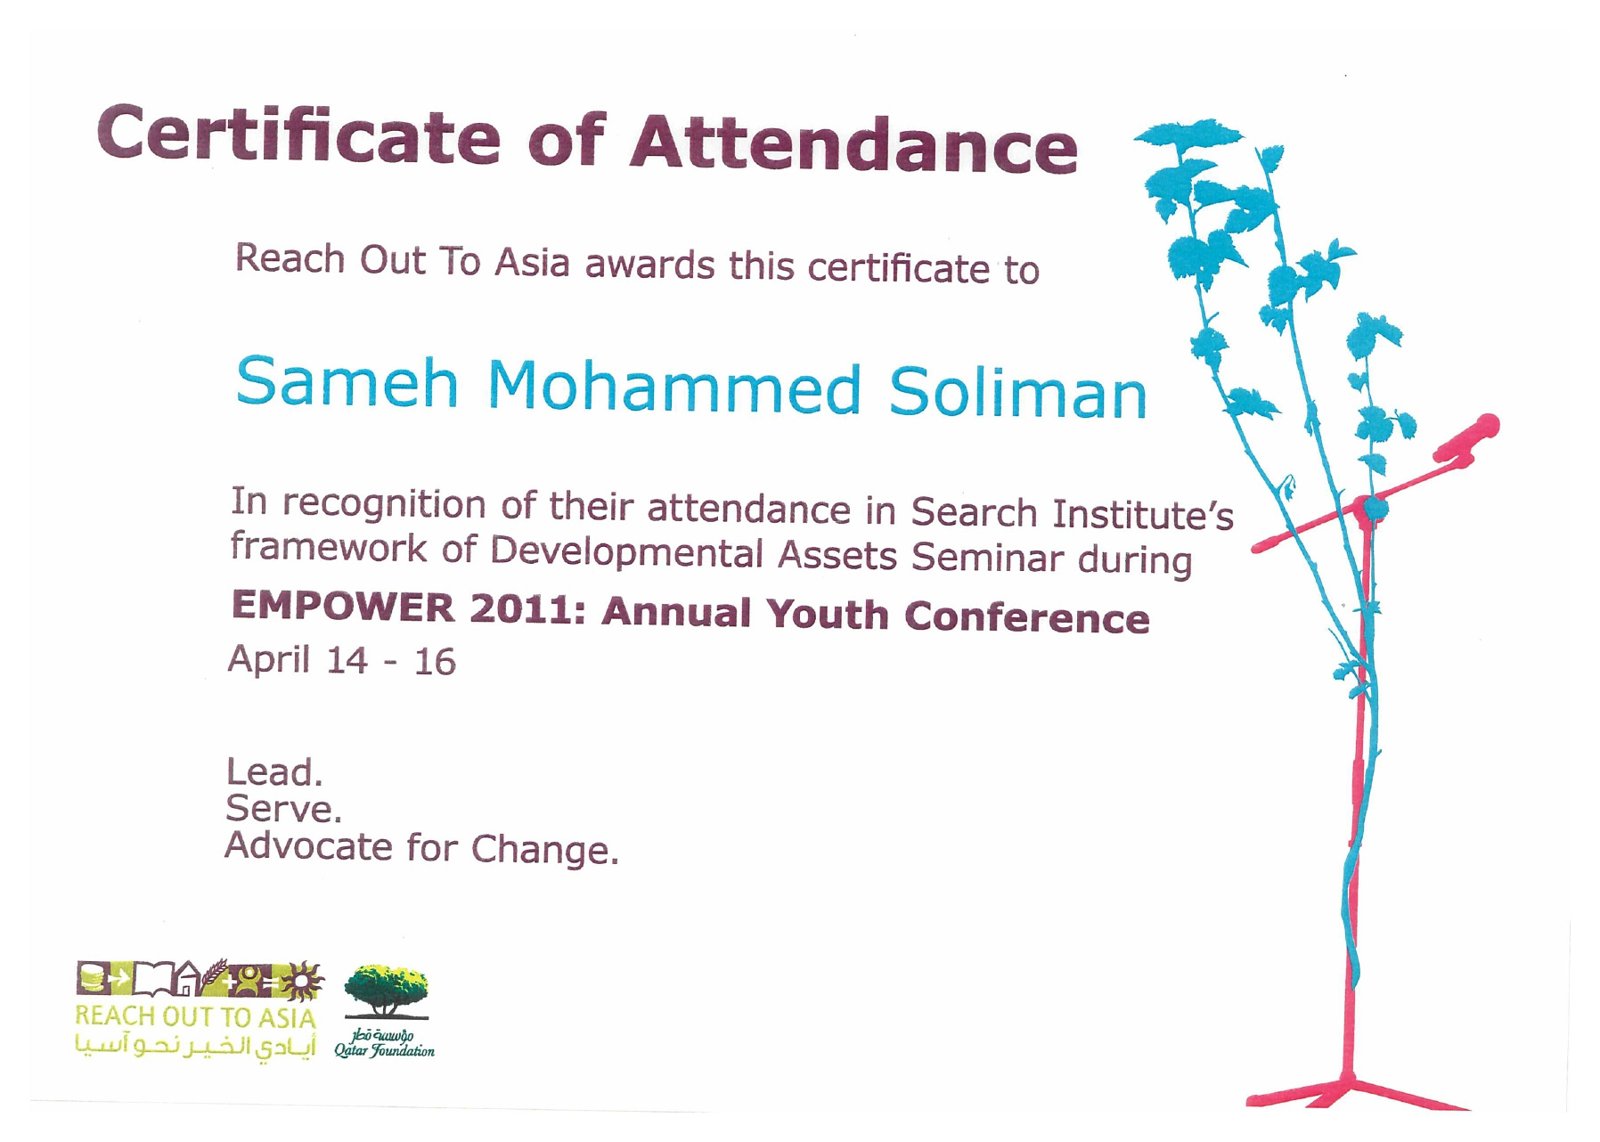 Certificate of Attendance
Reach Out To Asia awards this certificate to
Sameh Mohammed Soliman
In recognition of their attendance in Search Institute's
framework of Developmental Assets Seminar during
EMPOWER 2011: Annual Youth Conference
April 14 - 16
Lead.
Serve.
Advocate for Change.
REACH OUT TO ASIA
أيادي الخير نحو آسيا
مؤسسة قطر
Qatar Foundation